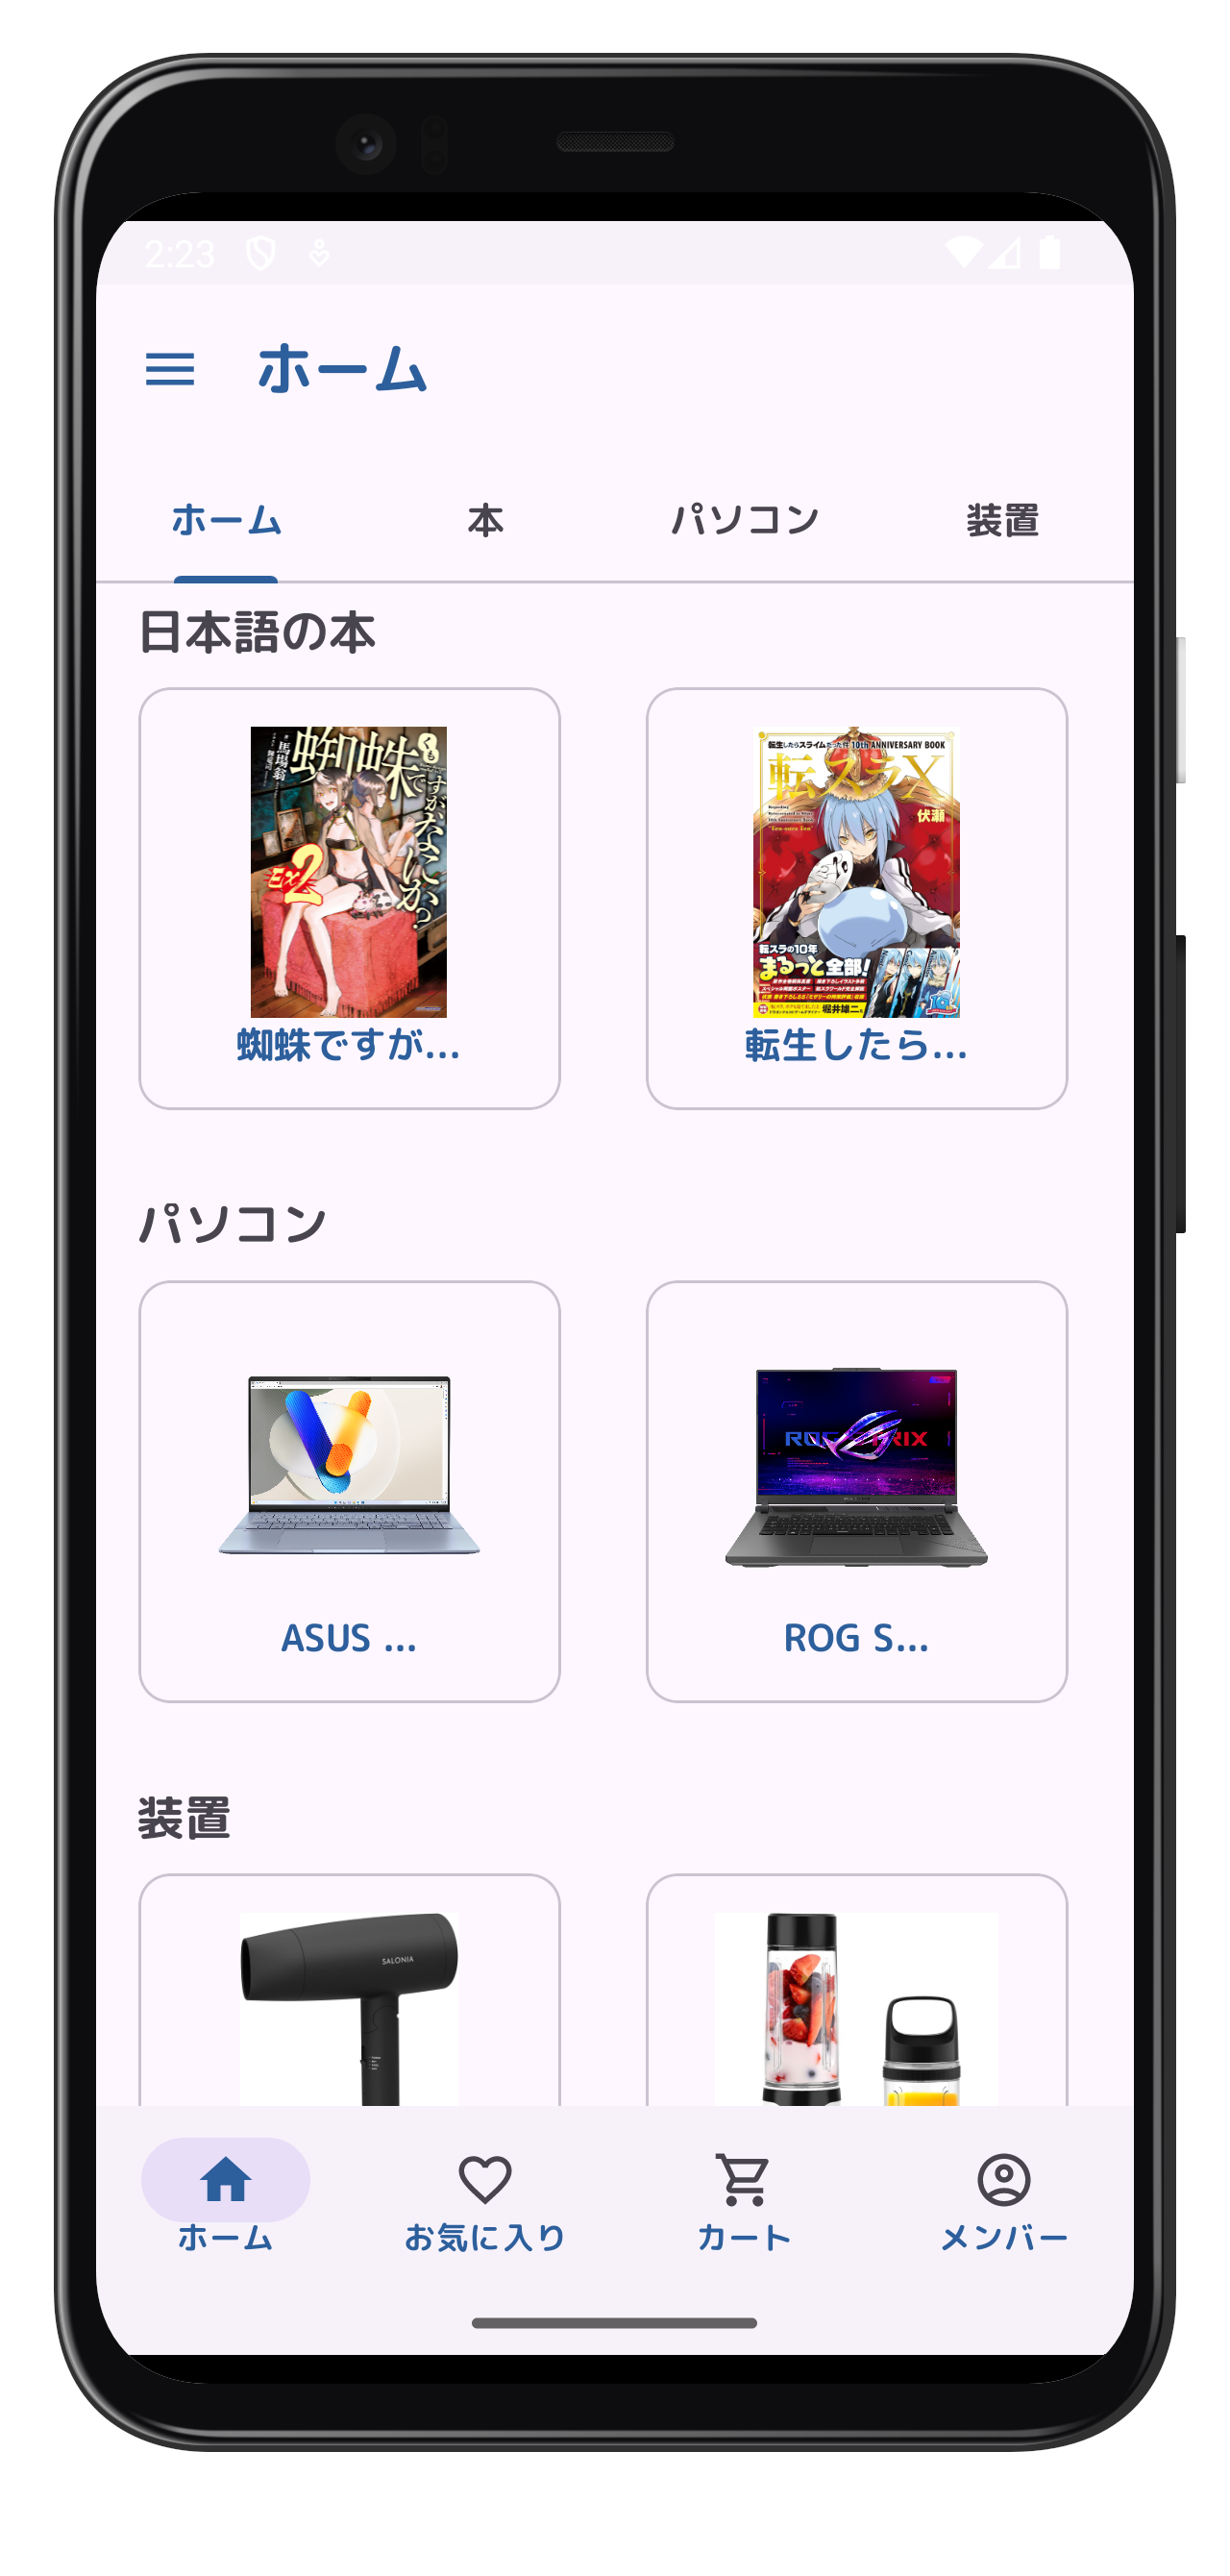 2:23
ホーム
ホーム 本 パソコン 装置
日本語の本
蜘蛛ですが、なにか?
馬場翁
Ex2
転生したらスライムだった件 10th ANNIVERSARY BOOK
転スラX
伏瀬
転スラの10年
まるっと全部!
堀井雄二
蜘蛛ですが...
転生したら...
パソコン
ROG STRIX
ASUS ...
ROG S...
装置
SALONIA
ホーム お気に入り カート メンバー